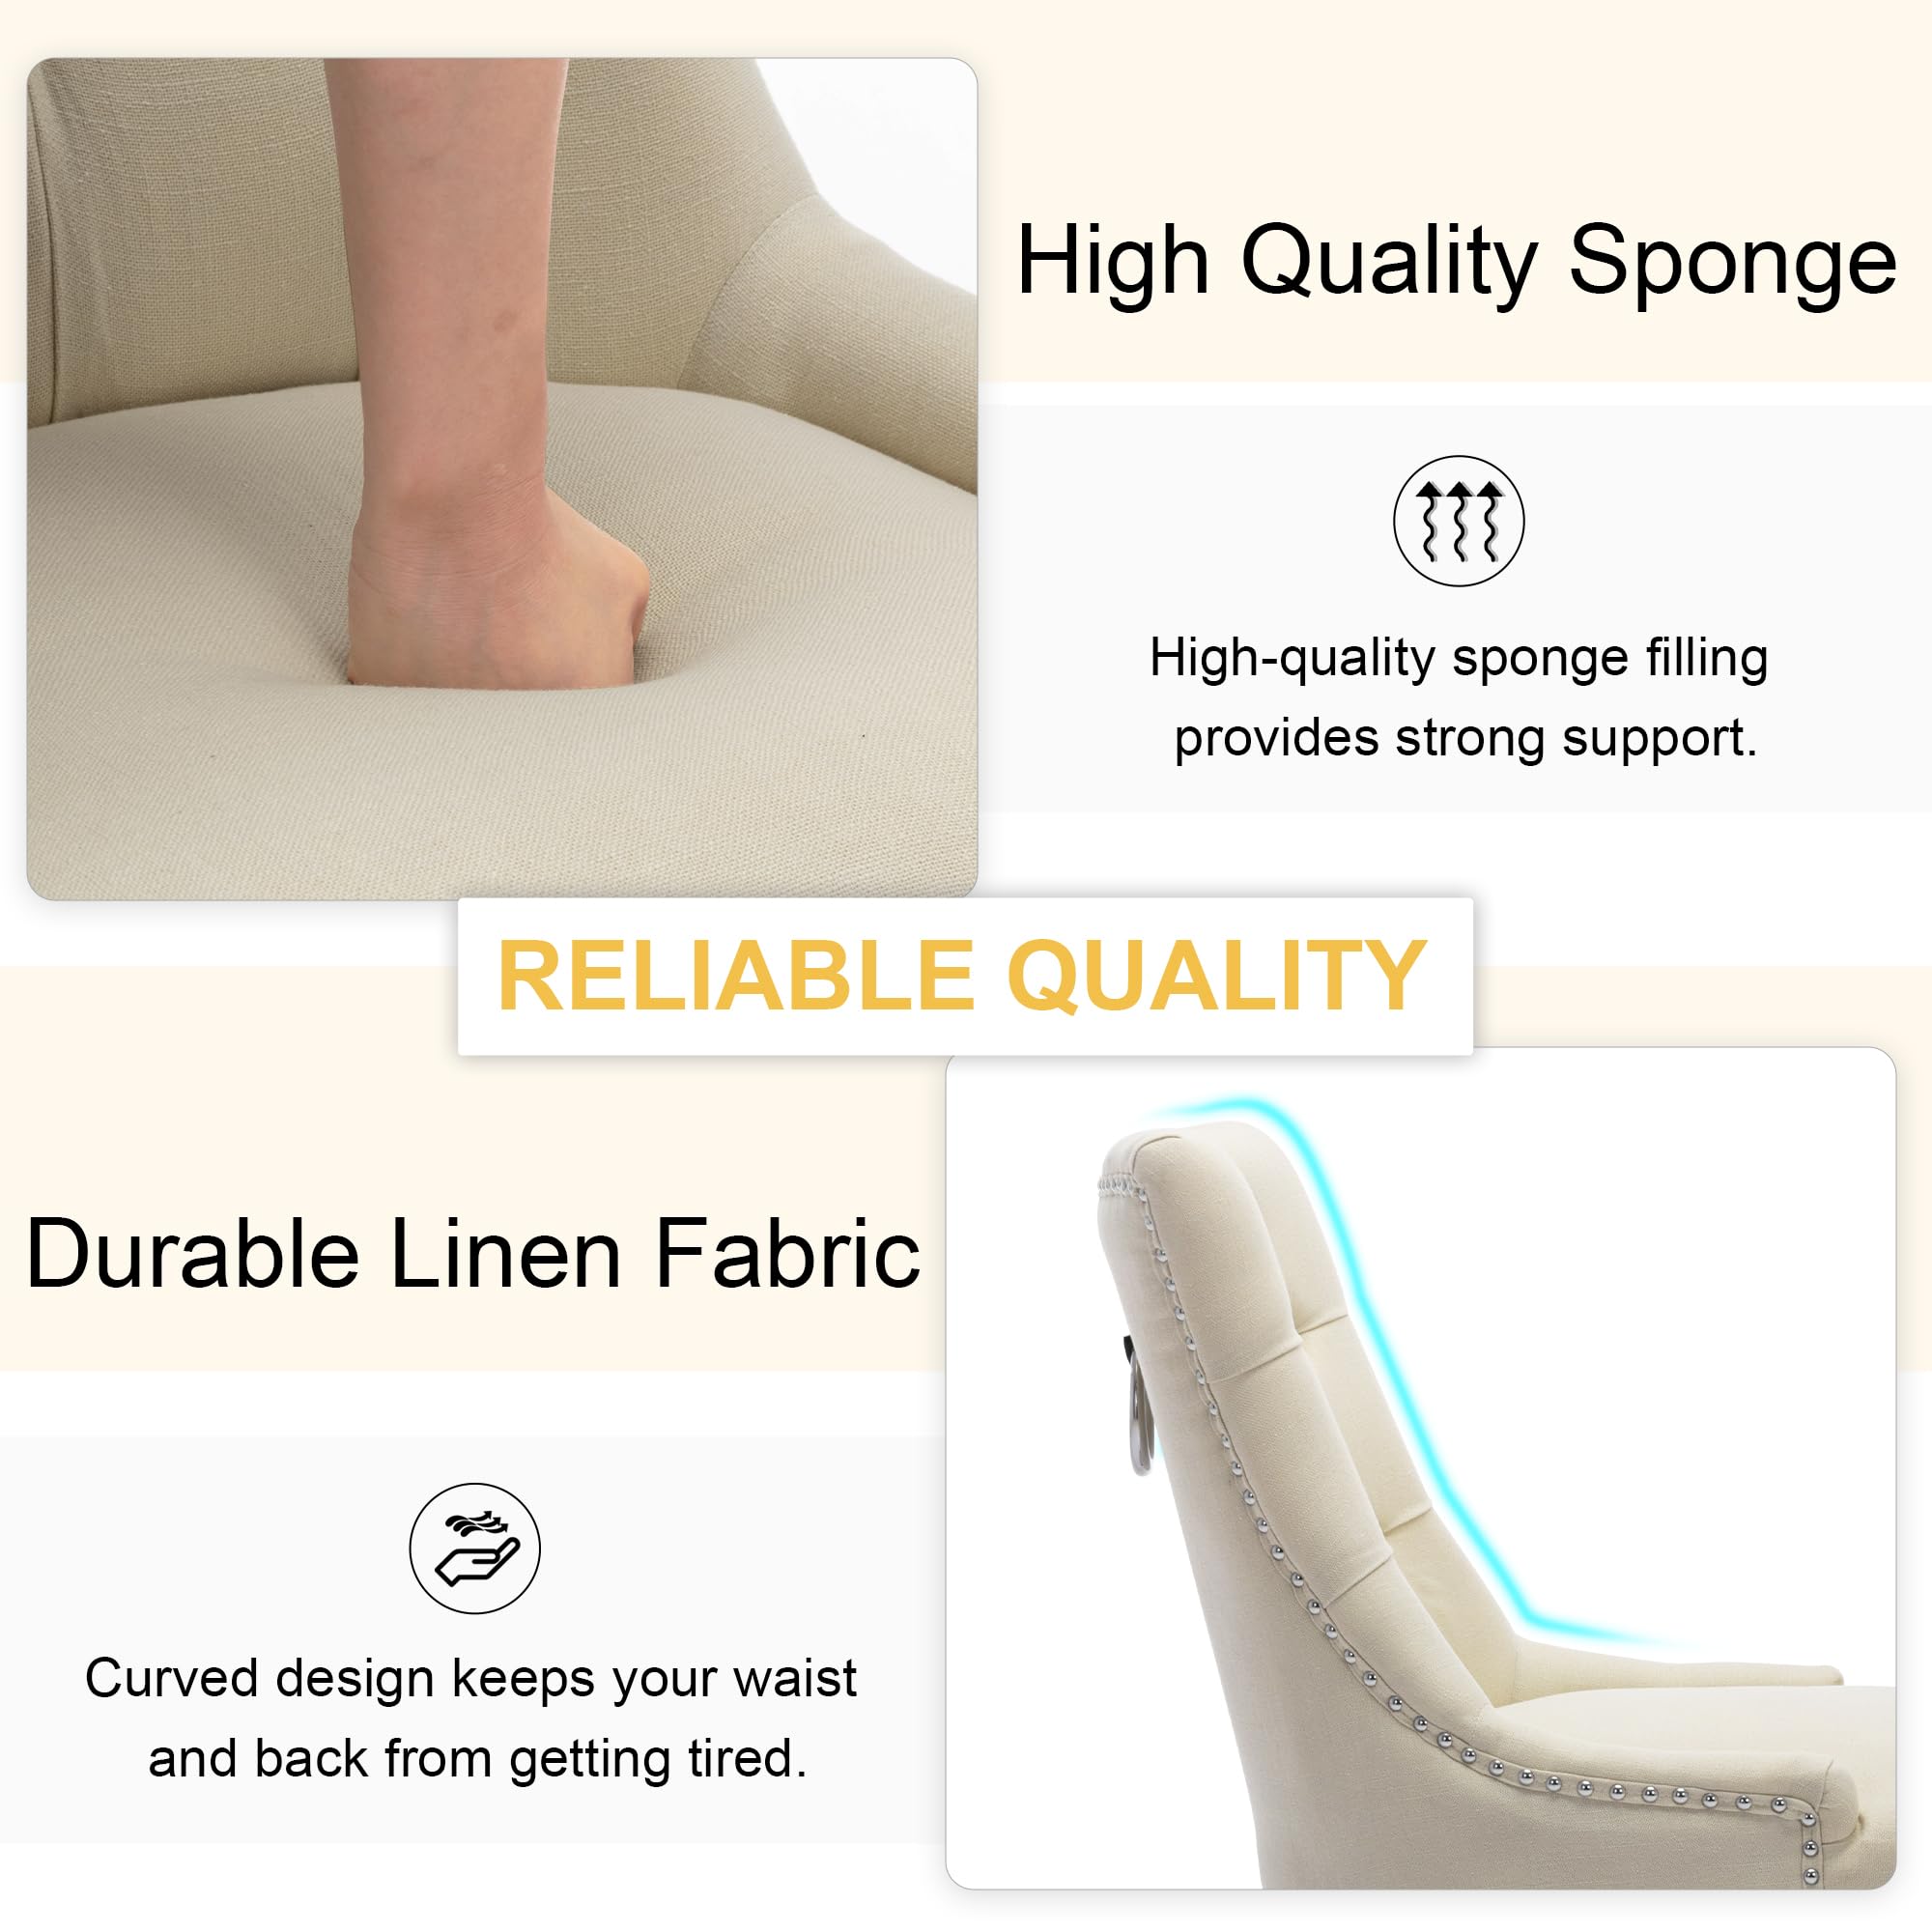 High Quality Sponge
High-quality sponge filling
provides strong support.
RELIABLE QUALITY
Durable Linen Fabric
Curved design keeps your waist
and back from getting tired.